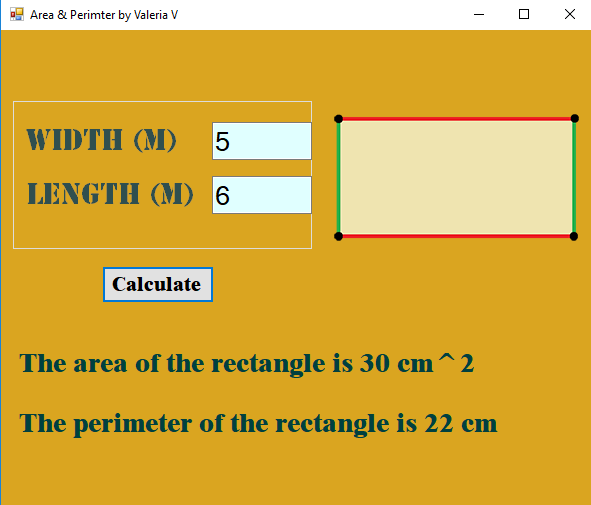 Area & Perimter by Valeria V
WIDTH (M) 5
LENGTH (M) 6
Calculate
The area of the rectangle is 30 cm^2
The perimeter of the rectangle is 22 cm